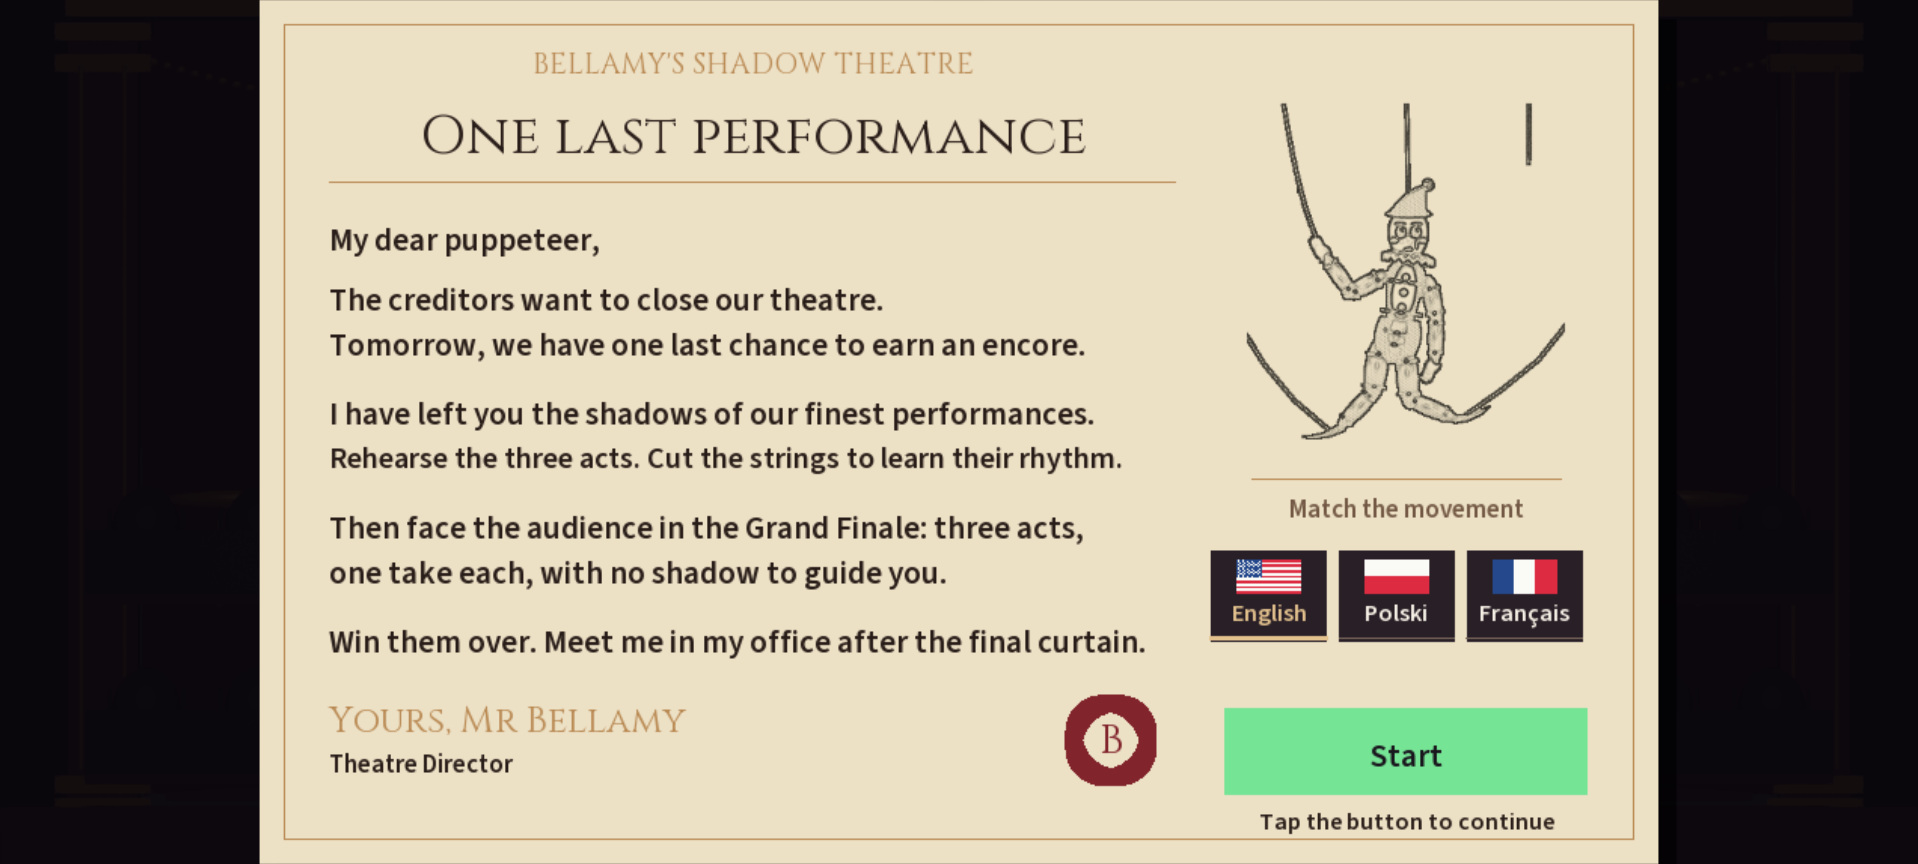 BELLAMY'S SHADOW THEATRE
ONE LAST PERFORMANCE
My dear puppeteer,
The creditors want to close our theatre.
Tomorrow, we have one last chance to earn an encore.
I have left you the shadows of our finest performances.
Rehearse the three acts. Cut the strings to learn their rhythm.
Then face the audience in the Grand Finale: three acts,
one take each, with no shadow to guide you.
Win them over. Meet me in my office after the final curtain.
YOURS, MR BELLAMY
Theatre Director
B
Match the movement
English
Polski
Français
Start
Tap the button to continue